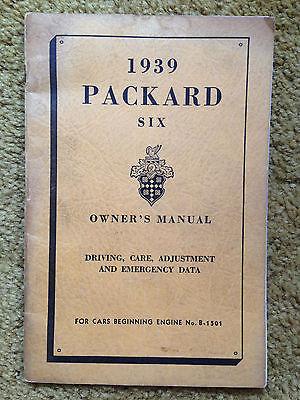 1939
PACKARD
SIX
OWNER'S MANUAL
DRIVING, CARE, ADJUSTMENT
AND EMERGENCY DATA
FOR CARS BEGINNING ENGINE No. B-1501